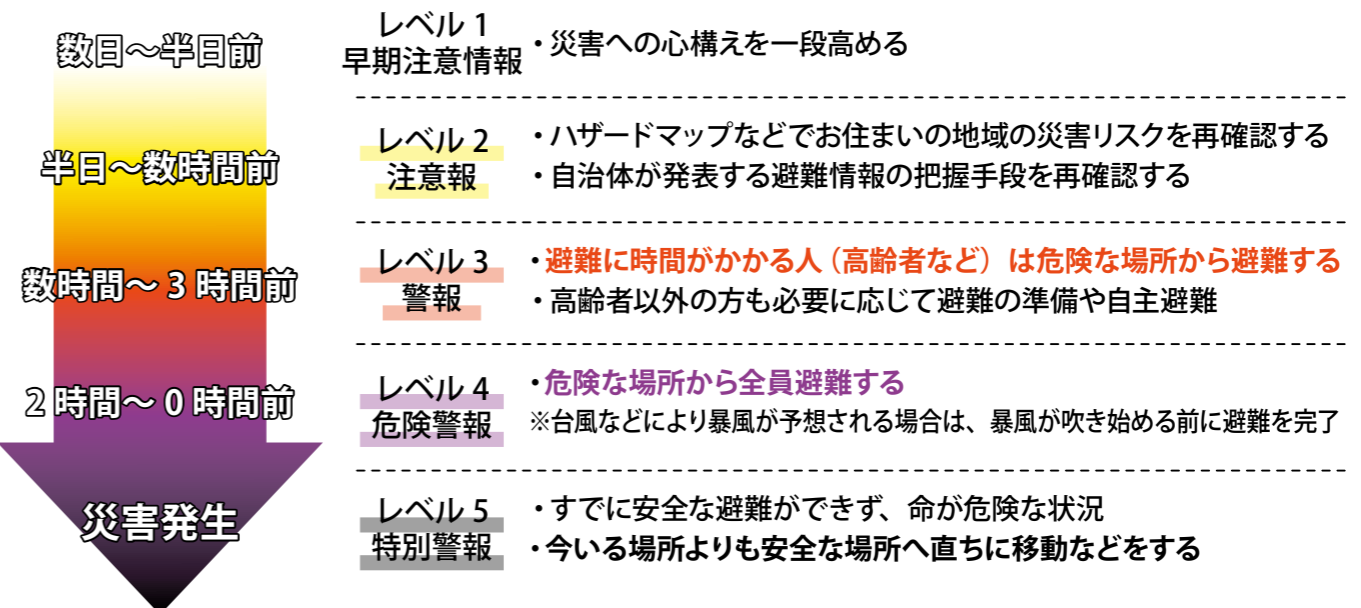 数日〜半日前
レベル 1
早期注意情報
・災害への心構えを一段高める
半日〜数時間前
レベル 2
注意報
・ハザードマップなどでお住まいの地域の災害リスクを再確認する
・自治体が発表する避難情報の把握手段を再確認する
数時間〜 3 時間前
レベル 3
警報
・避難に時間がかかる人（高齢者など）は危険な場所から避難する
・高齢者以外の方も必要に応じて避難の準備や自主避難
2 時間〜 0 時間前
レベル 4
危険警報
・危険な場所から全員避難する
※台風などにより暴風が予想される場合は、暴風が吹き始める前に避難を完了
災害発生
レベル 5
特別警報
・すでに安全な避難ができず、命が危険な状況
・今いる場所よりも安全な場所へ直ちに移動などをする